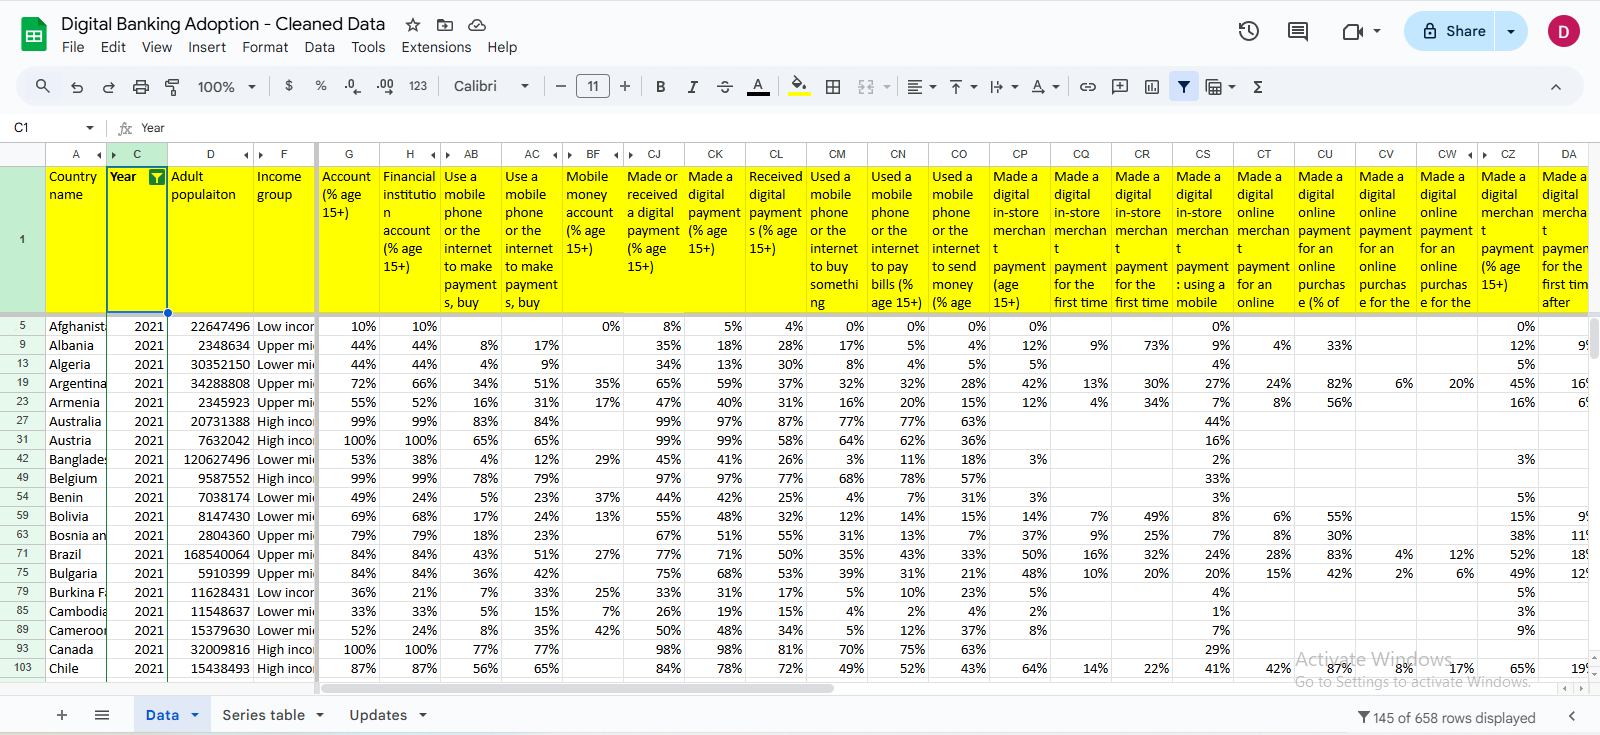 Digital Banking Adoption - Cleaned Data
File Edit View Insert Format Data Tools Extensions Help
Share
D
100% $ % .0 .00 123 Calibri 11 B I A A Σ
C1 fx Year
A C D F G H AB AC BF CJ CK CL CM CN CO CP CQ CR CS CT CU CV CW CZ DA
1
Country name
Year
Adult populaiton
Income group
Account (% age 15+)
Financial institution account (% age 15+)
Use a mobile phone or the internet to make payments, buy
Use a mobile phone or the internet to make payments, buy
Mobile money account (% age 15+)
Made or received a digital payment (% age 15+)
Made a digital payment (% age 15+)
Received digital payments (% age 15+)
Used a mobile phone or the internet to buy something
Used a mobile phone or the internet to pay bills (% age 15+)
Used a mobile phone or the internet to send money (% age
Made a digital in-store merchant payment (age 15+)
Made a digital in-store merchant payment for the first time
Made a digital in-store merchant payment for the first time
Made a digital in-store merchant payment : using a mobile
Made a digital online merchant payment for an online
Made a digital online payment for an online purchase (% of
Made a digital online payment for an online purchase for the
Made a digital online payment for an online purchase for the
Made a digital merchant payment (% age 15+)
Made a digital mercha paymen for the first tim after
5 Afghanist 2021 22647496 Low incor 10% 10% 0% 8% 5% 4% 0% 0% 0% 0% 0% 0%
9 Albania 2021 2348634 Upper mi 44% 44% 8% 17% 35% 18% 28% 17% 5% 4% 12% 9% 73% 9% 4% 33% 12% 9%
13 Algeria 2021 30352150 Lower mi 44% 44% 4% 9% 34% 13% 30% 8% 4% 5% 5% 4% 5%
19 Argentina 2021 34288808 Upper mi 72% 66% 34% 51% 35% 65% 59% 37% 32% 32% 28% 42% 13% 30% 27% 24% 82% 6% 20% 45% 16%
23 Armenia 2021 2345923 Upper mi 55% 52% 16% 31% 17% 47% 40% 31% 16% 20% 15% 12% 4% 34% 7% 8% 56% 16% 6%
27 Australia 2021 20731388 High inco 99% 99% 83% 84% 99% 97% 87% 77% 77% 63% 44%
31 Austria 2021 7632042 High inco 100% 100% 65% 65% 99% 99% 58% 64% 62% 36% 16%
42 Banglade 2021 120627496 Lower mi 53% 38% 4% 12% 29% 45% 41% 26% 3% 11% 18% 3% 2% 3%
49 Belgium 2021 9587552 High inco 99% 99% 78% 79% 97% 97% 77% 68% 78% 57% 33%
54 Benin 2021 7038174 Lower mi 49% 24% 5% 23% 37% 44% 42% 25% 4% 7% 31% 3% 3% 5%
59 Bolivia 2021 8147430 Lower mi 69% 68% 17% 24% 13% 55% 48% 32% 12% 14% 15% 14% 7% 49% 8% 6% 55% 15% 9%
63 Bosnia an 2021 2804360 Upper mi 79% 79% 18% 23% 67% 51% 55% 31% 13% 7% 37% 9% 25% 7% 8% 30% 38% 11%
71 Brazil 2021 168540064 Upper mi 84% 84% 43% 51% 27% 77% 71% 50% 35% 43% 33% 50% 16% 32% 24% 28% 83% 4% 12% 52% 18%
75 Bulgaria 2021 5910399 Upper mi 84% 84% 36% 42% 75% 68% 53% 39% 31% 21% 48% 10% 20% 20% 15% 42% 2% 6% 49% 12%
79 Burkina F 2021 11628431 Low incor 36% 21% 7% 33% 25% 33% 31% 17% 5% 10% 23% 5% 4% 5%
85 Cambodia 2021 11548637 Lower mi 33% 33% 5% 15% 7% 26% 19% 15% 4% 2% 4% 2% 1% 3%
89 Cameroon 2021 15379630 Lower mi 52% 24% 8% 35% 42% 50% 48% 34% 5% 12% 37% 8% 7% 9%
93 Canada 2021 32009816 High inco 100% 100% 77% 77% 98% 98% 81% 70% 75% 63% 29%
103 Chile 2021 15438493 High inco 87% 87% 56% 65% 84% 78% 72% 49% 52% 43% 64% 14% 22% 41% 42% 87% 8% 17% 65% 19%
Activate Windows
Go to Settings to activate Windows.
Data Series table Updates
145 of 658 rows displayed